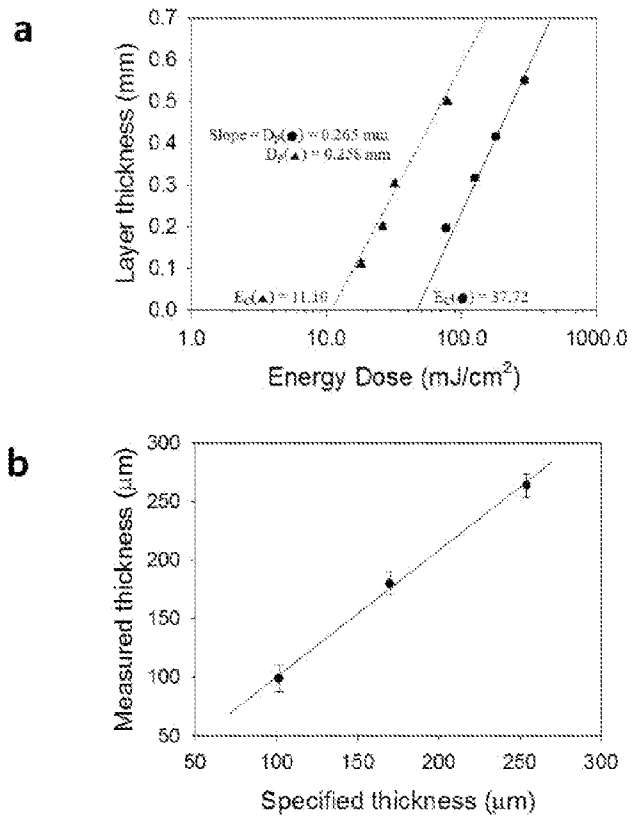 a
Layer thickness (mm)
0.7
0.6
0.5
0.4
0.3
0.2
0.1
0.0
Slope = Dp(●) = 0.265 mm
Dp(▲) = 0.258 mm
E_C(▲) = 11.10
E_C(●) = 37.72
1.0 10.0 100.0 1000.0
Energy Dose (mJ/cm²)
b
Measured thickness (μm)
300
250
200
150
100
50
50 100 150 200 250 300
Specified thickness (μm)